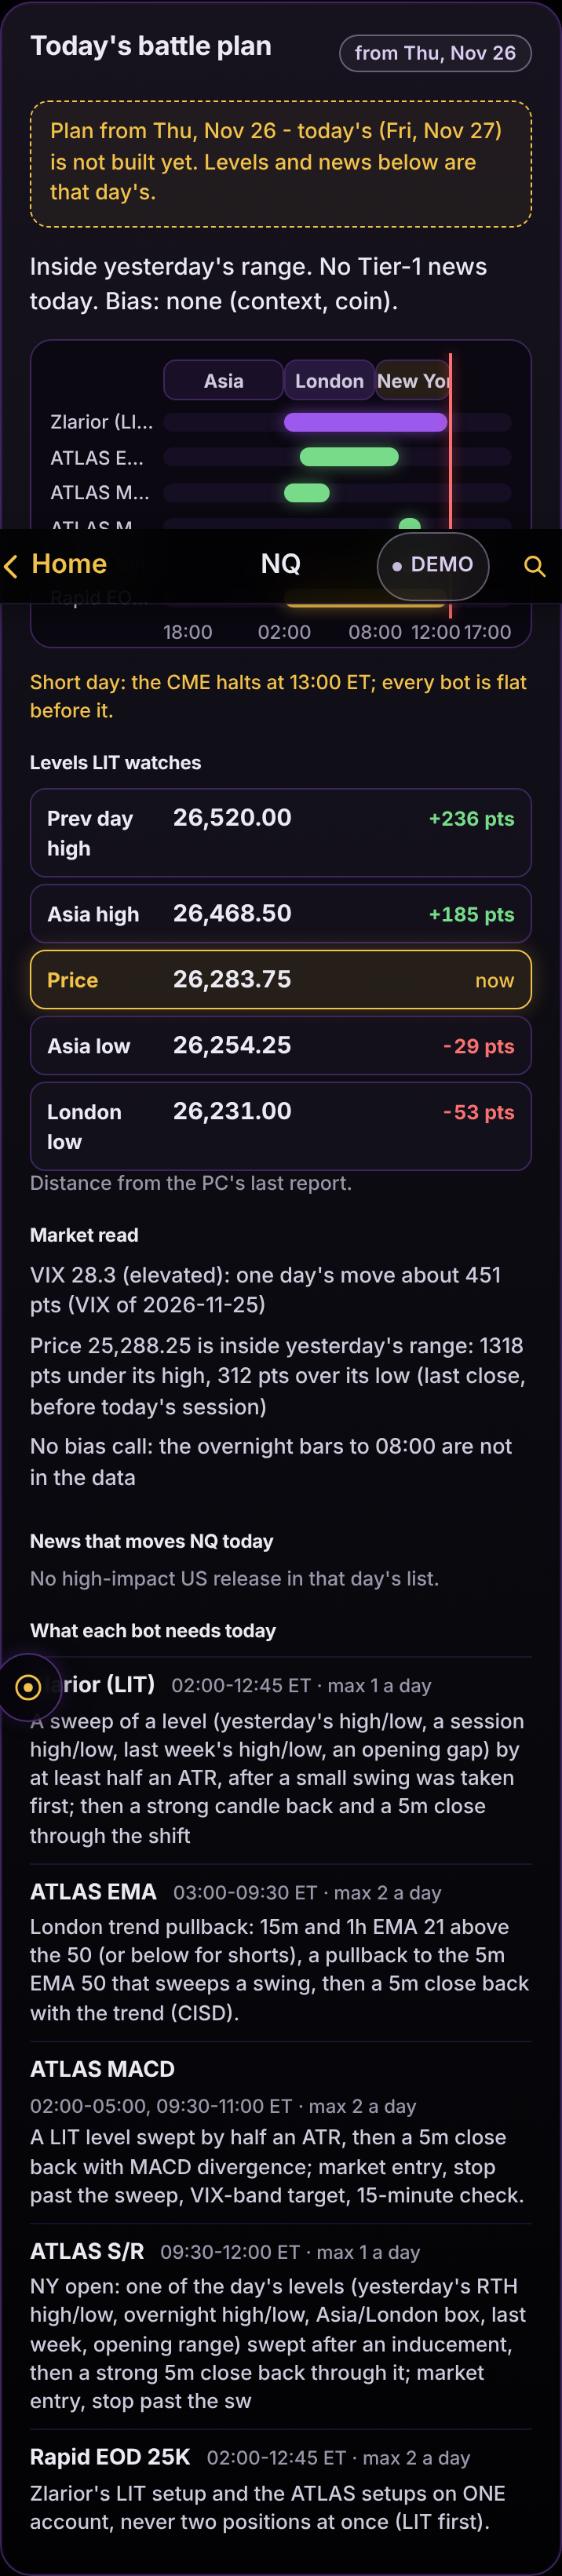 Today's battle plan
from Thu, Nov 26
Plan from Thu, Nov 26 - today's (Fri, Nov 27)
is not built yet. Levels and news below are
that day's.
Inside yesterday's range. No Tier-1 news
today. Bias: none (context, coin).
Asia London New Yor
Zlarior (LI...
ATLAS E...
ATLAS M...
ATLAS M
Home NQ DEMO
Rapid EO...
18:00 02:00 08:00 12:00 17:00
Short day: the CME halts at 13:00 ET; every bot is flat
before it.
Levels LIT watches
Prev day 26,520.00 +236 pts
high
Asia high 26,468.50 +185 pts
Price 26,283.75 now
Asia low 26,254.25 -29 pts
London 26,231.00 -53 pts
low
Distance from the PC's last report.
Market read
VIX 28.3 (elevated): one day's move about 451
pts (VIX of 2026-11-25)
Price 25,288.25 is inside yesterday's range: 1318
pts under its high, 312 pts over its low (last close,
before today's session)
No bias call: the overnight bars to 08:00 are not
in the data
News that moves NQ today
No high-impact US release in that day's list.
What each bot needs today
arior (LIT) 02:00-12:45 ET · max 1 a day
A sweep of a level (yesterday's high/low, a session
high/low, last week's high/low, an opening gap) by
at least half an ATR, after a small swing was taken
first; then a strong candle back and a 5m close
through the shift
ATLAS EMA 03:00-09:30 ET · max 2 a day
London trend pullback: 15m and 1h EMA 21 above
the 50 (or below for shorts), a pullback to the 5m
EMA 50 that sweeps a swing, then a 5m close back
with the trend (CISD).
ATLAS MACD
02:00-05:00, 09:30-11:00 ET · max 2 a day
A LIT level swept by half an ATR, then a 5m close
back with MACD divergence; market entry, stop
past the sweep, VIX-band target, 15-minute check.
ATLAS S/R 09:30-12:00 ET · max 1 a day
NY open: one of the day's levels (yesterday's RTH
high/low, overnight high/low, Asia/London box, last
week, opening range) swept after an inducement,
then a strong 5m close back through it; market
entry, stop past the sw
Rapid EOD 25K 02:00-12:45 ET · max 2 a day
Zlarior's LIT setup and the ATLAS setups on ONE
account, never two positions at once (LIT first).